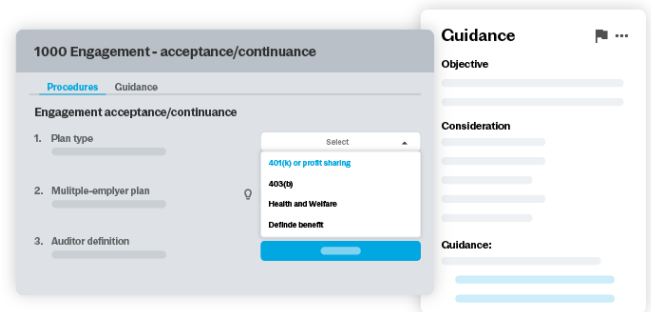 1000 Engagement - acceptance/continuance
Procedures Guidance
Engagement acceptance/continuance
1. Plan type
Select
401(k) or profit sharing
403(b)
Health and Welfare
Definde benefit
2. Mulitple-emplyer plan
3. Auditor definition
Guidance
Objective
Consideration
Guidance: